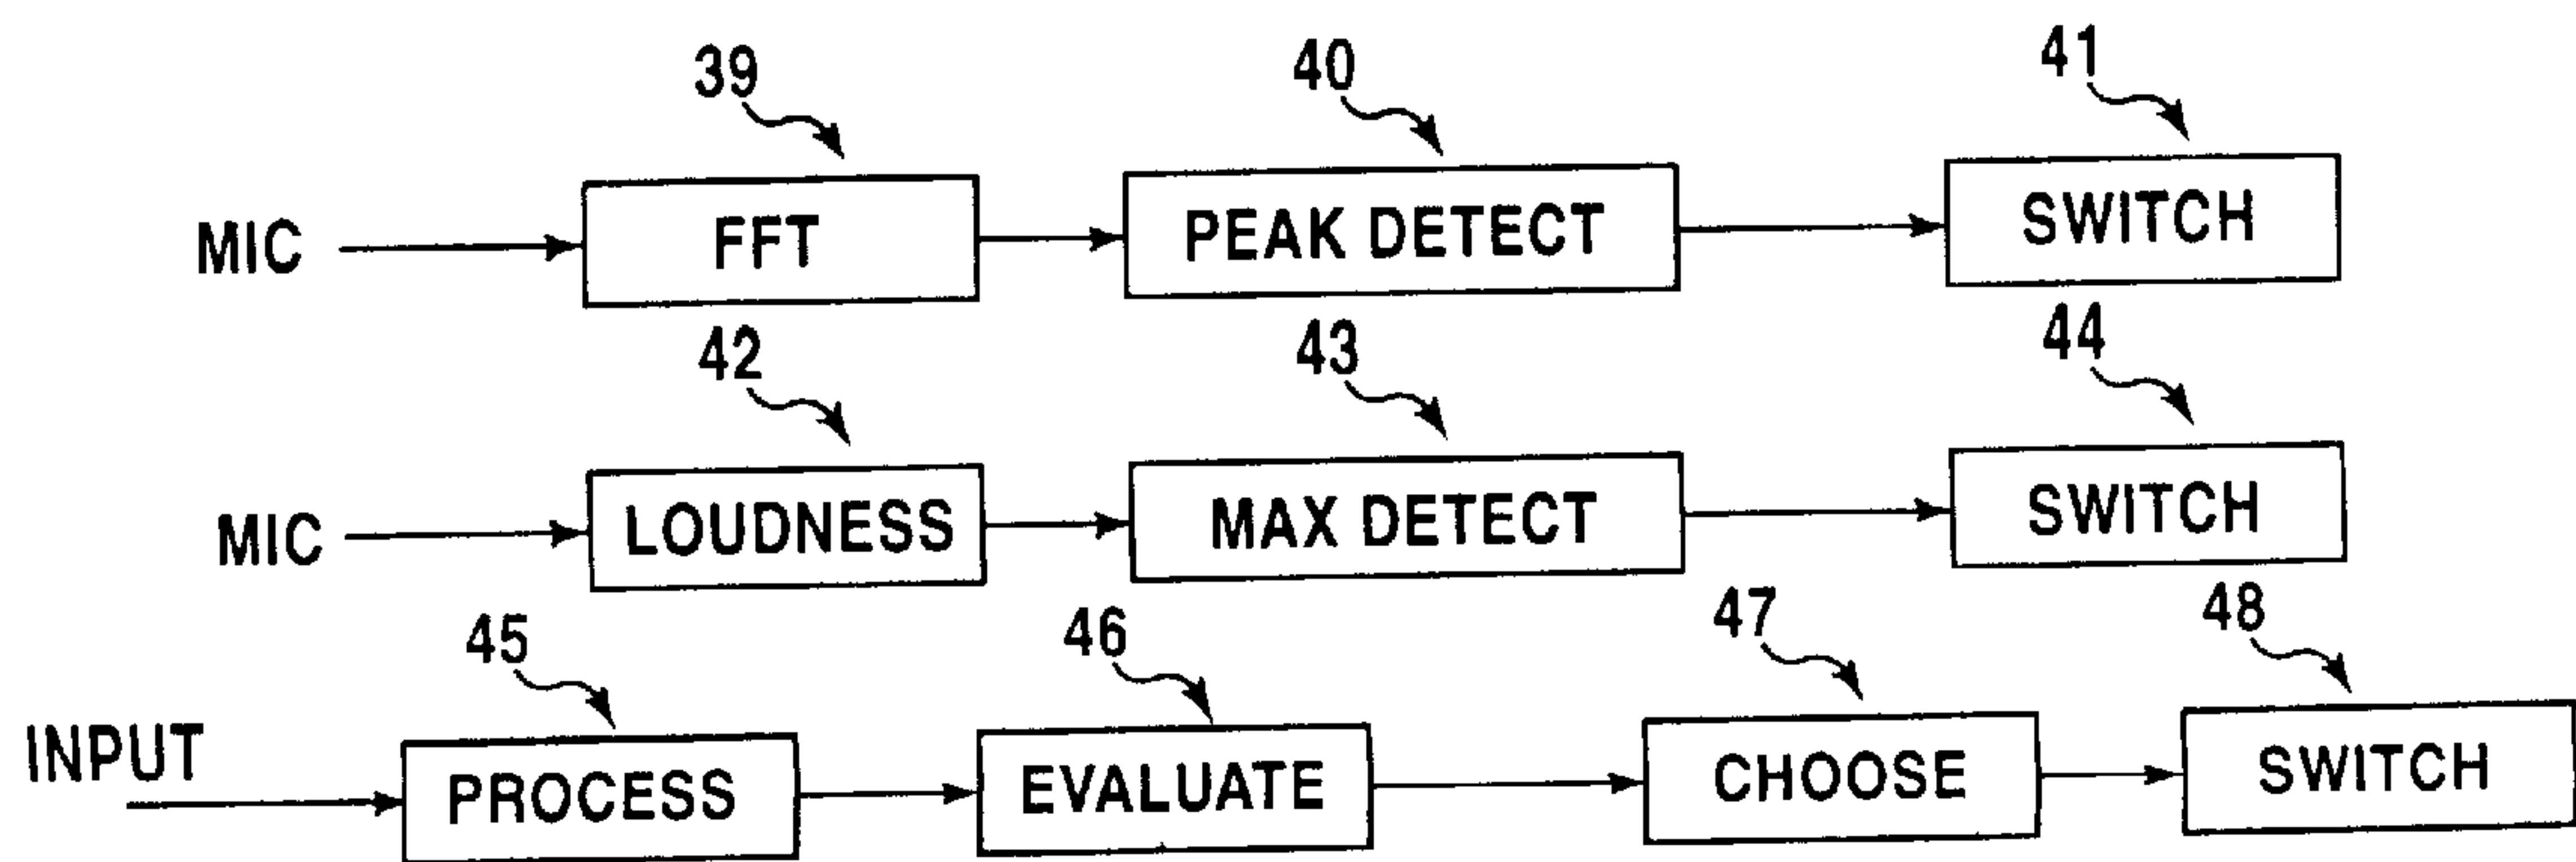 39 40 41
MIC FFT PEAK DETECT SWITCH
42 43 44
MIC LOUDNESS MAX DETECT SWITCH
45 46 47 48
INPUT PROCESS EVALUATE CHOOSE SWITCH